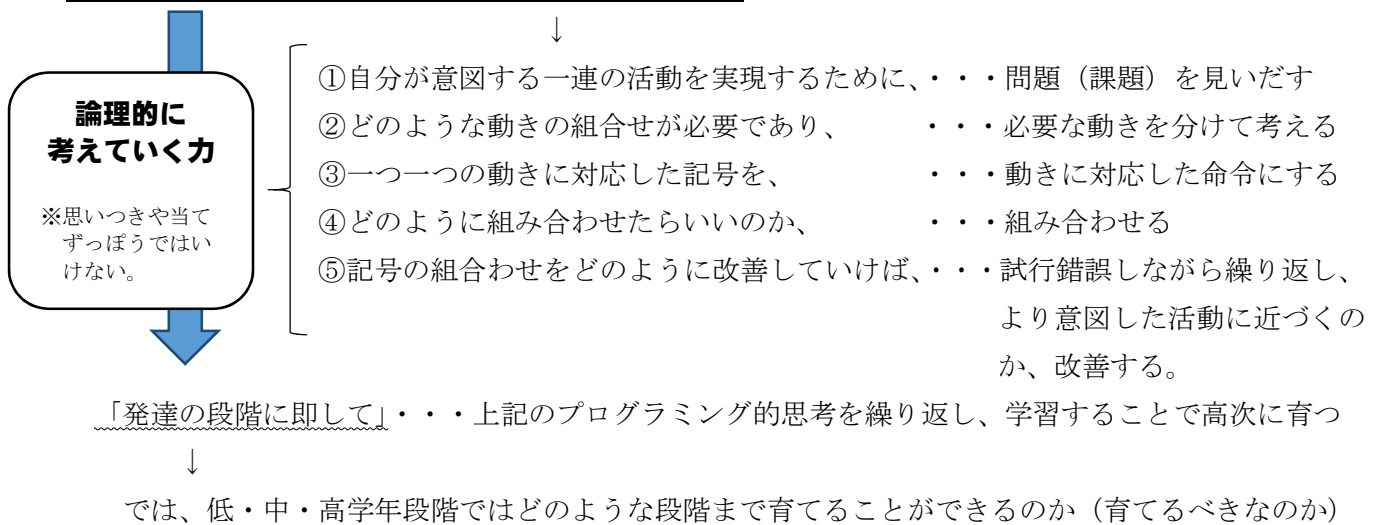 ↓
論理的に
考えていく力
※思いつきや当て
ずっぽうではい
けない。
①自分が意図する一連の活動を実現するために、・・・問題(課題)を見いだす
②どのような動きの組合せが必要であり、 ・・・必要な動きを分けて考える
③一つ一つの動きに対応した記号を、 ・・・動きに対応した命令にする
④どのように組み合わせたらいいのか、 ・・・組み合わせる
⑤記号の組合わせをどのように改善していけば、・・・試行錯誤しながら繰り返し、
より意図した活動に近づくの
か、改善する。
「発達の段階に即して」・・・上記のプログラミング的思考を繰り返し、学習することで高次に育つ
↓
では、低・中・高学年段階ではどのような段階まで育てることができるのか(育てるべきなのか)